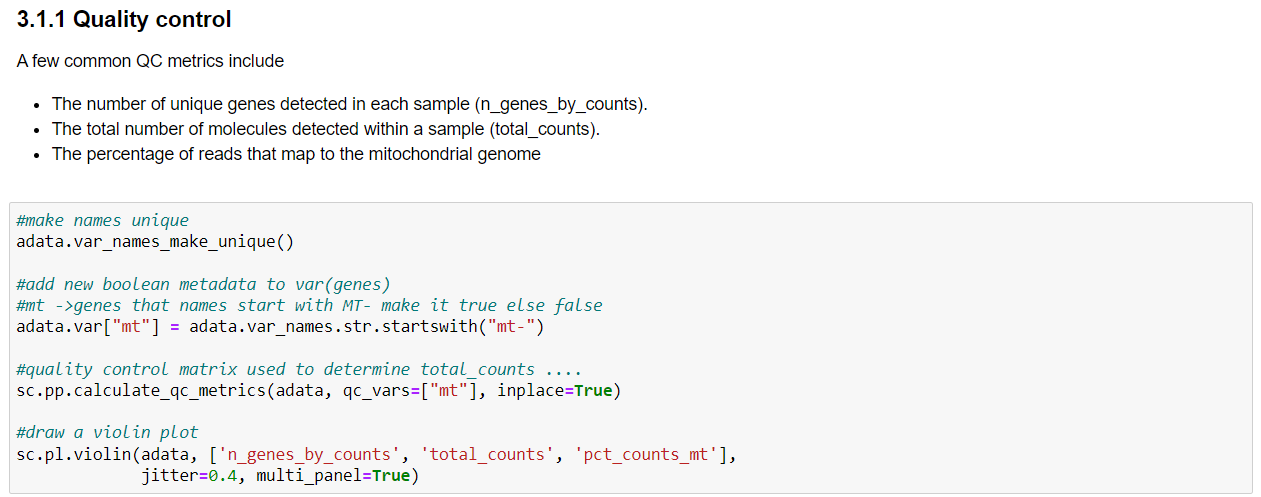 3.1.1 Quality control
A few common QC metrics include
• The number of unique genes detected in each sample (n_genes_by_counts).
• The total number of molecules detected within a sample (total_counts).
• The percentage of reads that map to the mitochondrial genome
#make names unique
adata.var_names_make_unique()
#add new boolean metadata to var(genes)
#mt ->genes that names start with MT- make it true else false
adata.var["mt"] = adata.var_names.str.startswith("mt-")
#quality control matrix used to determine total_counts ....
sc.pp.calculate_qc_metrics(adata, qc_vars=["mt"], inplace=True)
#draw a violin plot
sc.pl.violin(adata, ['n_genes_by_counts', 'total_counts', 'pct_counts_mt'],
             jitter=0.4, multi_panel=True)